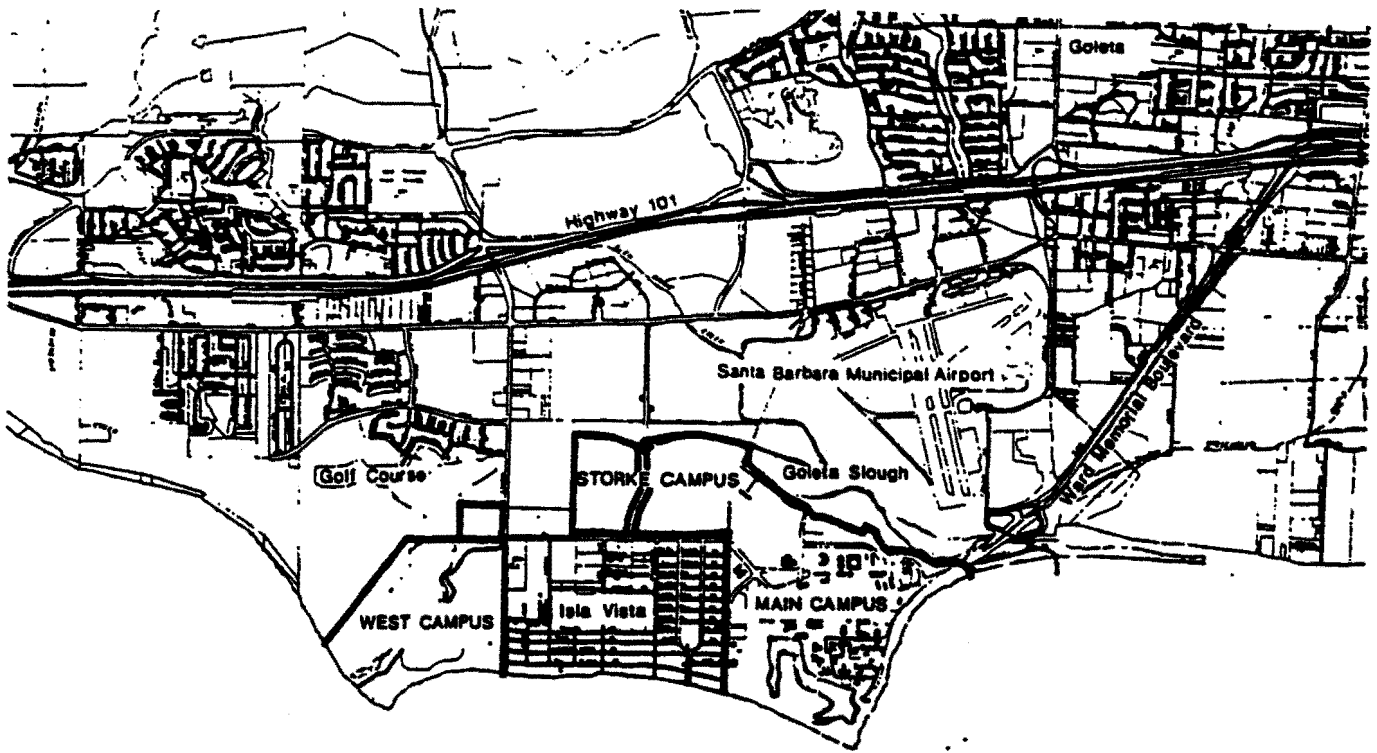 Goleta
Highway 101
Santa Barbara Municipal Airport
Ward Memorial Boulevard
Golf Course
STORKE CAMPUS
Goleta Slough
WEST CAMPUS
Isla Vista
MAIN CAMPUS